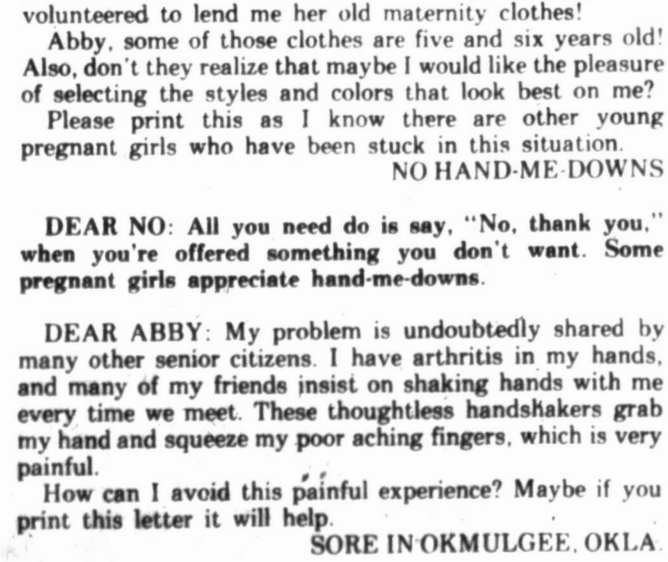 volunteered to lend me her old maternity clothes!
Abby, some of those clothes are five and six years old!
Also, don't they realize that maybe I would like the pleasure
of selecting the styles and colors that look best on me?
Please print this as I know there are other young
pregnant girls who have been stuck in this situation.
NO HAND-ME-DOWNS
DEAR NO: All you need do is say, "No, thank you,"
when you're offered something you don't want. Some
pregnant girls appreciate hand-me-downs.
DEAR ABBY: My problem is undoubtedly shared by
many other senior citizens. I have arthritis in my hands,
and many of my friends insist on shaking hands with me
every time we meet. These thoughtless handshakers grab
my hand and squeeze my poor aching fingers, which is very
painful.
How can I avoid this painful experience? Maybe if you
print this letter it will help.
SORE IN OKMULGEE, OKLA.